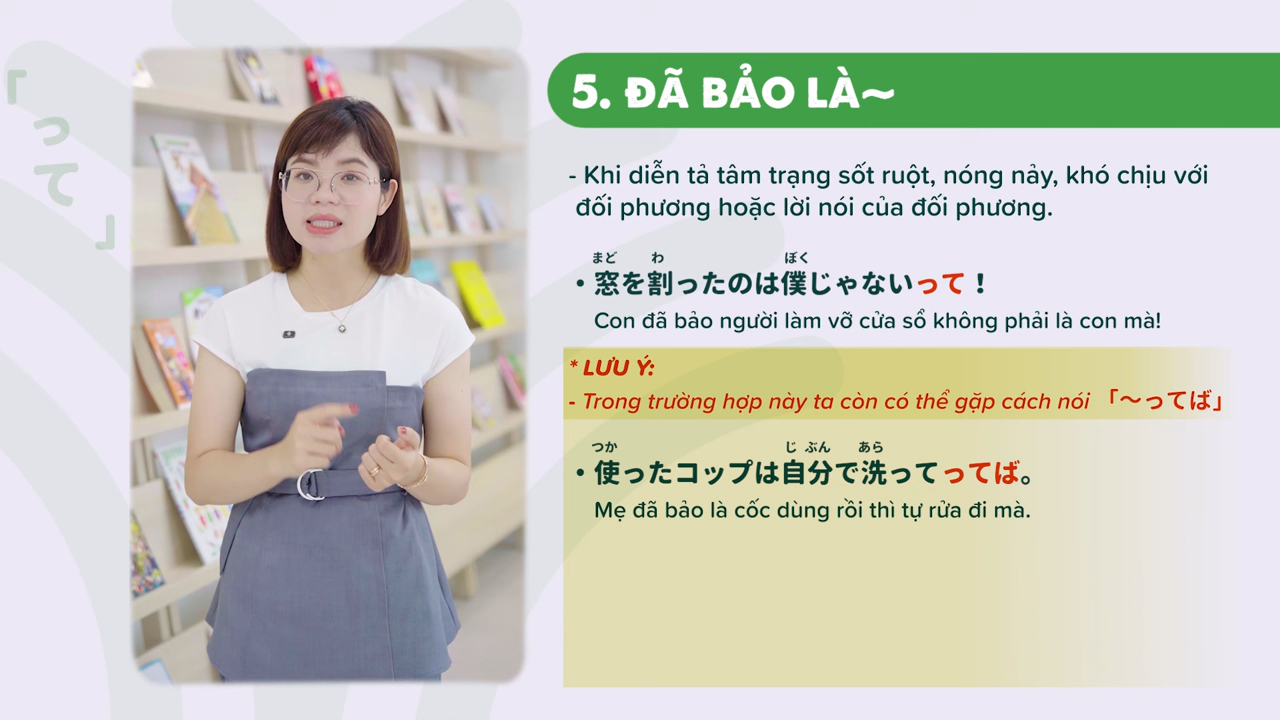 「って」
5. ĐÃ BẢO LÀ~
- Khi diễn tả tâm trạng sốt ruột, nóng nảy, khó chịu với
đối phương hoặc lời nói của đối phương.
まど わ ぼく
• 窓を割ったのは僕じゃないって！
Con đã bảo người làm vỡ cửa sổ không phải là con mà!
* LƯU Ý:
- Trong trường hợp này ta còn có thể gặp cách nói 「～ってば」
つか じ ぶん あら
• 使ったコップは自分で洗ってってば。
Mẹ đã bảo là cốc dùng rồi thì tự rửa đi mà.